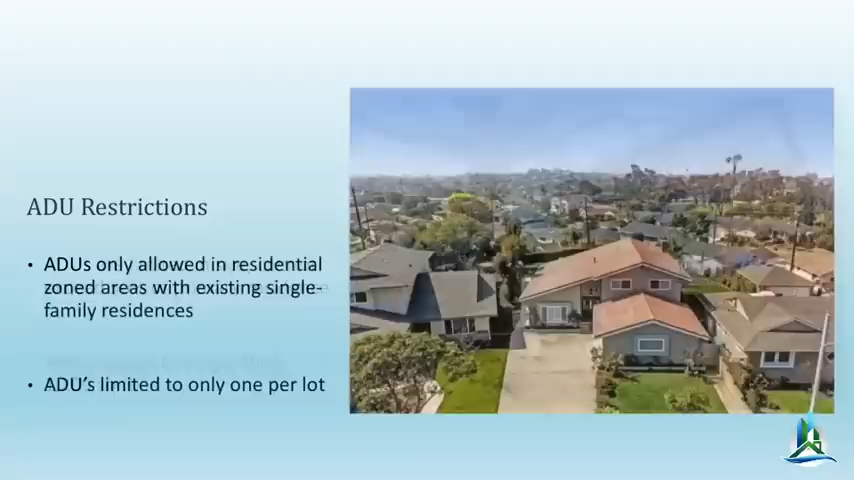 ADU Restrictions
• ADUs only allowed in residential
zoned areas with existing single-
family residences
• ADU’s limited to only one per lot